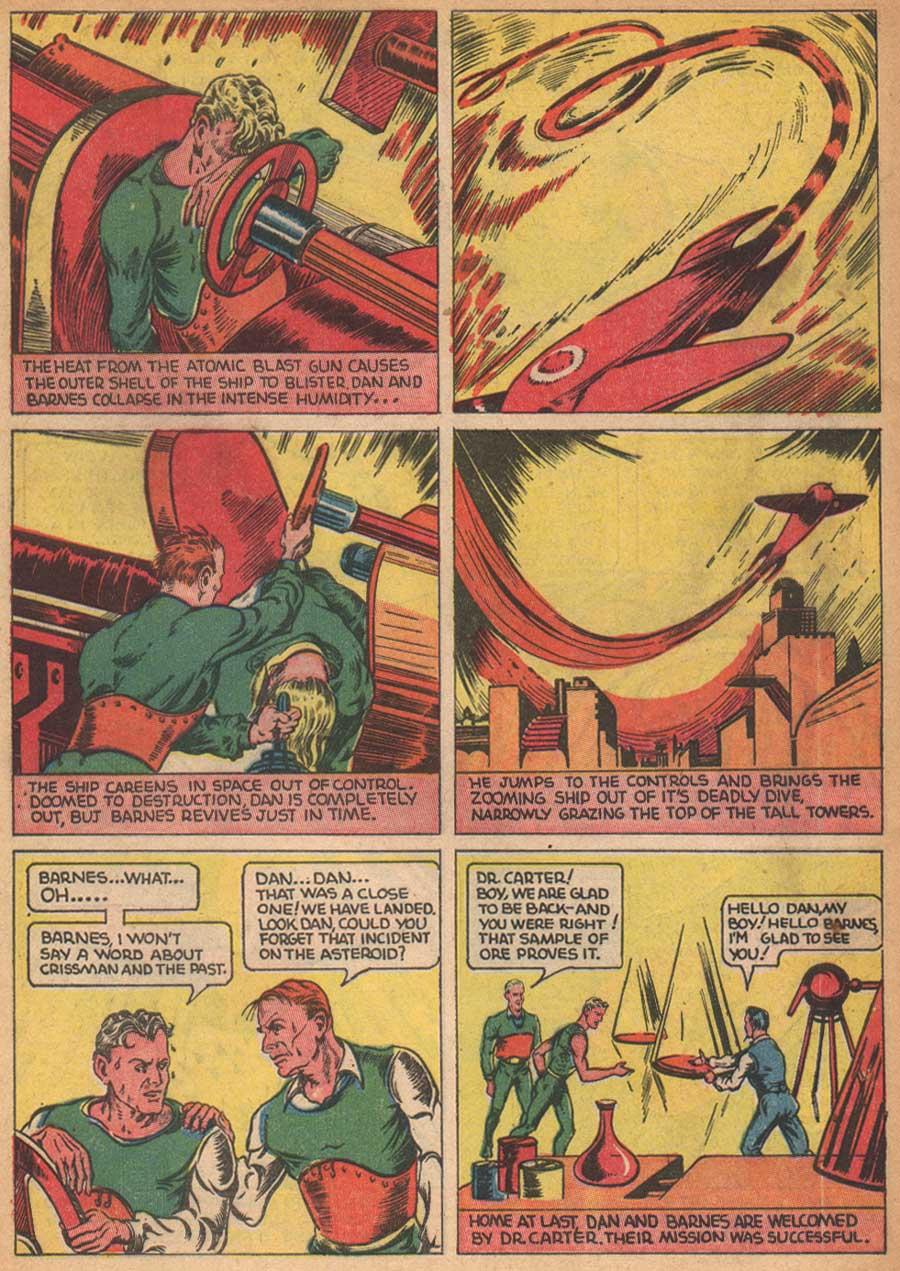 THE HEAT FROM THE ATOMIC BLAST GUN CAUSES
THE OUTER SHELL OF THE SHIP TO BLISTER, DAN AND
BARNES COLLAPSE IN THE INTENSE HUMIDITY...
THE SHIP CAREENS IN SPACE OUT OF CONTROL.
DOOMED TO DESTRUCTION, DAN IS COMPLETELY
OUT, BUT BARNES REVIVES JUST IN TIME.
HE JUMPS TO THE CONTROLS AND BRINGS THE
ZOOMING SHIP OUT OF IT'S DEADLY DIVE,
NARROWLY GRAZING THE TOP OF THE TALL TOWERS.
BARNES...WHAT...
OH.....
DAN...DAN...
THAT WAS A CLOSE
ONE! WE HAVE LANDED.
LOOK DAN, COULD YOU
FORGET THAT INCIDENT
ON THE ASTEROID?
BARNES, I WON'T
SAY A WORD ABOUT
CRISSMAN AND THE PAST.
DR. CARTER!
BOY, WE ARE GLAD
TO BE BACK-AND
YOU WERE RIGHT!
THAT SAMPLE OF
ORE PROVES IT.
HELLO DAN, MY
BOY! HELLO BARNES,
I'M GLAD TO SEE
YOU!
HOME AT LAST, DAN AND BARNES ARE WELCOMED
BY DR. CARTER. THEIR MISSION WAS SUCCESSFUL.